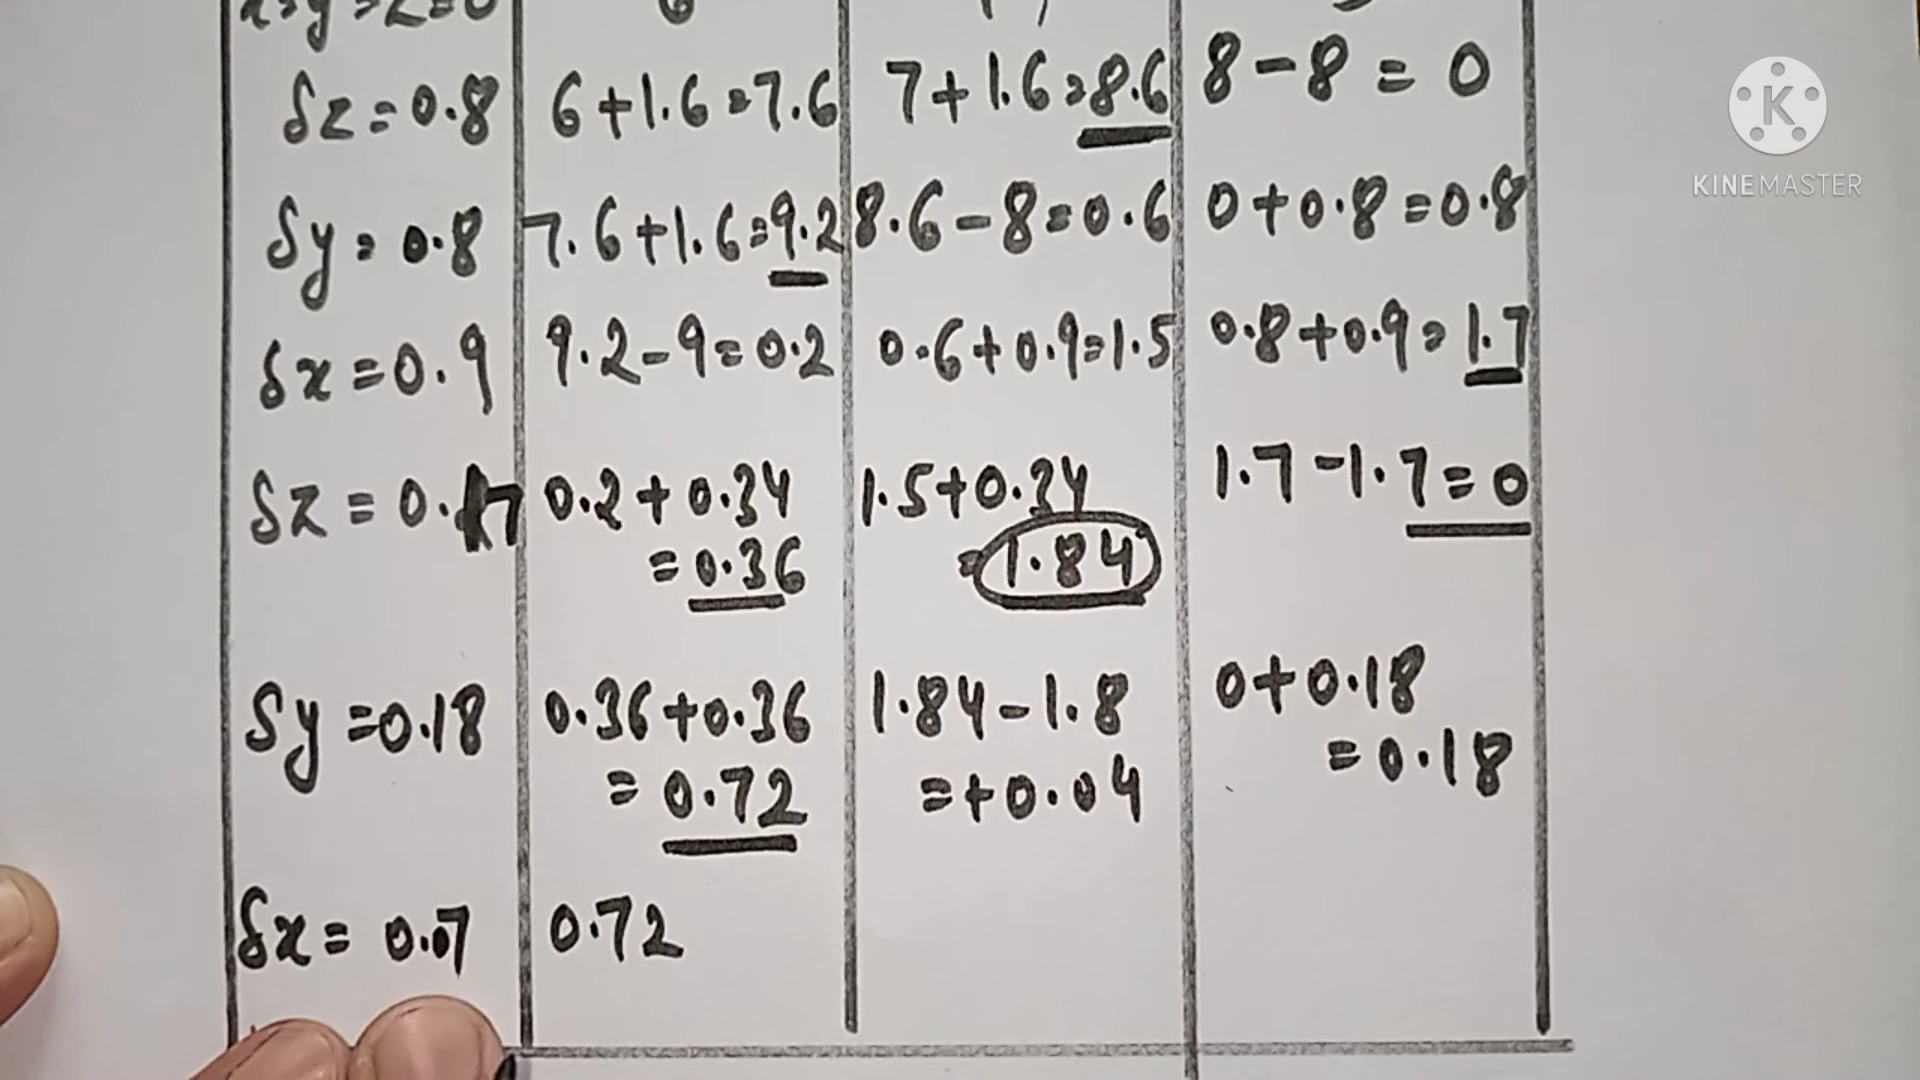 δz=0.8 6+1.6=7.6 7+1.6=8.6 8-8=0
δy=0.8 7.6+1.6=9.2 8.6-8=0.6 0+0.8=0.8
δx=0.9 9.2-9=0.2 0.6+0.9=1.5 0.8+0.9=1.7
δz=0.17 0.2+0.34 1.5+0.34 1.7-1.7=0
=0.36 =1.84
δy=0.18 0.36+0.36 1.84-1.8 0+0.18
=0.72 =+0.04 =0.18
δx=0.07 0.72
K
KINEMASTER